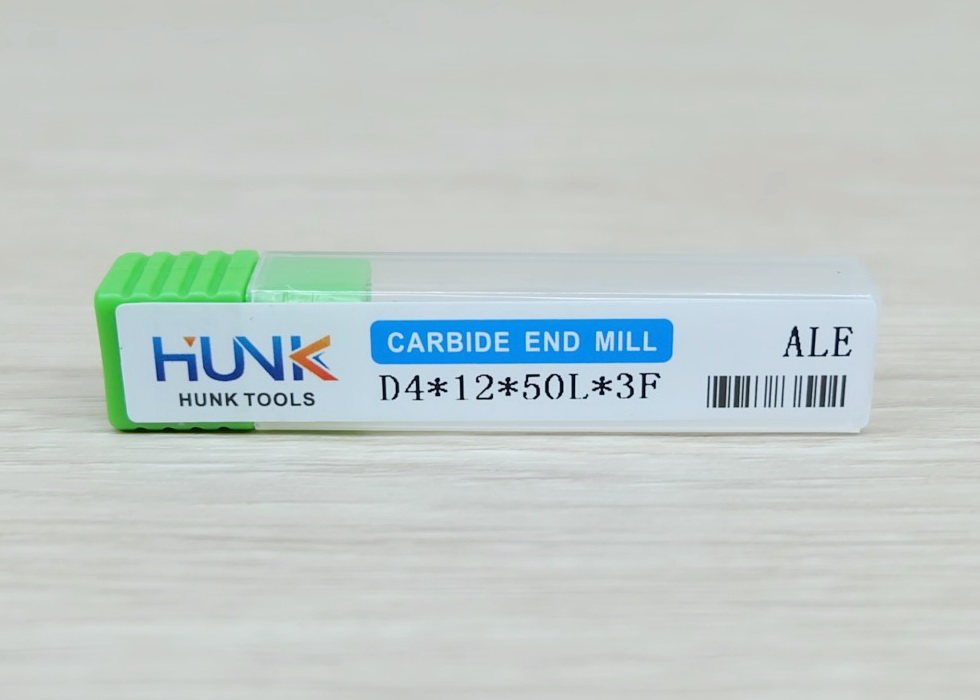 HUNK
HUNK TOOLS
CARBIDE END MILL
D4*12*50L*3F
ALE